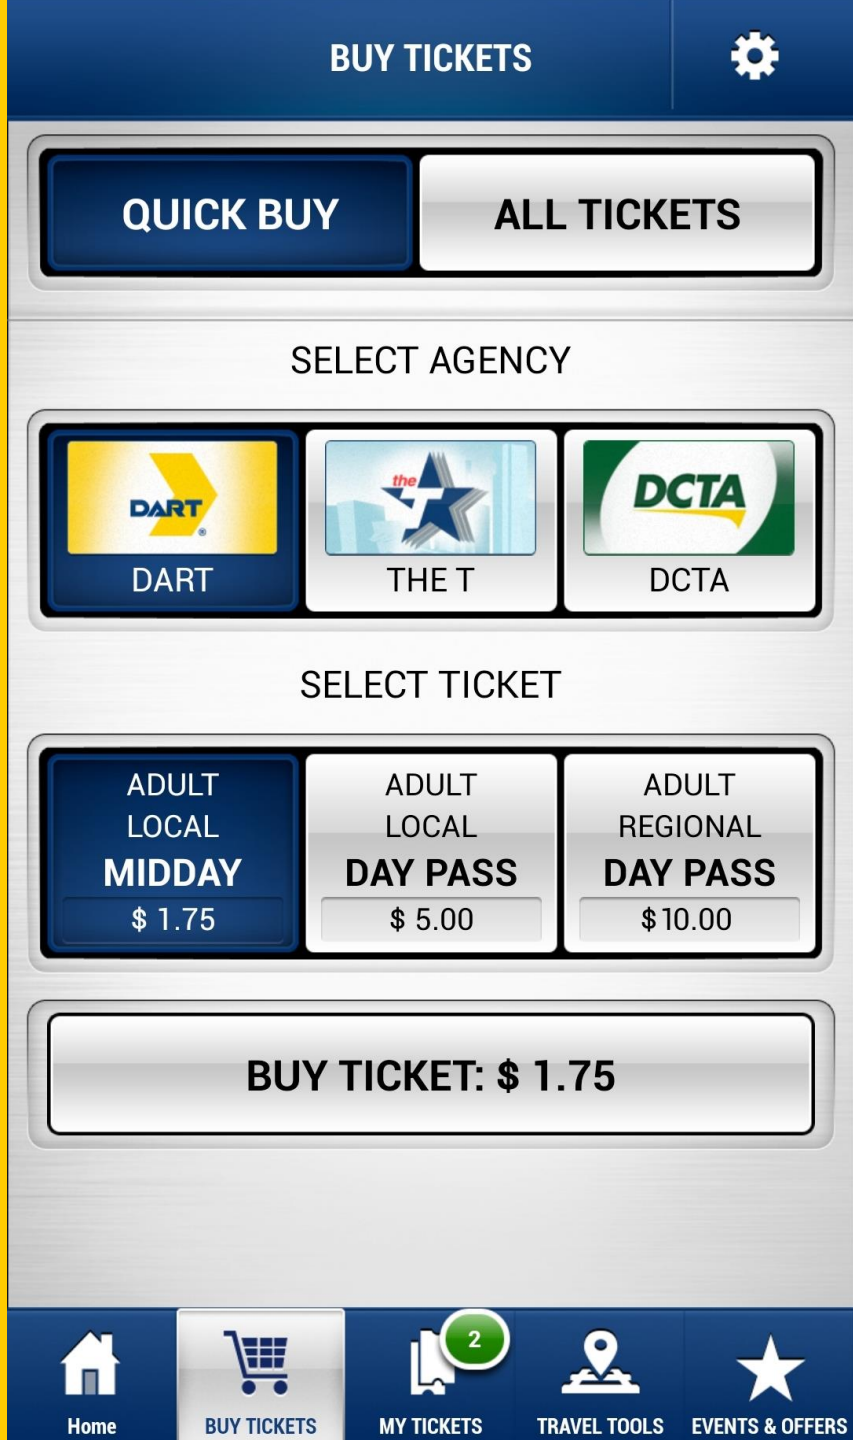 BUY TICKETS
QUICK BUY
ALL TICKETS
SELECT AGENCY
DART
®
DART
the
T
THE T
DCTA
DCTA
SELECT TICKET
ADULT
LOCAL
MIDDAY
$ 1.75
ADULT
LOCAL
DAY PASS
$ 5.00
ADULT
REGIONAL
DAY PASS
$10.00
BUY TICKET: $ 1.75
2
Home
BUY TICKETS
MY TICKETS
TRAVEL TOOLS
EVENTS & OFFERS